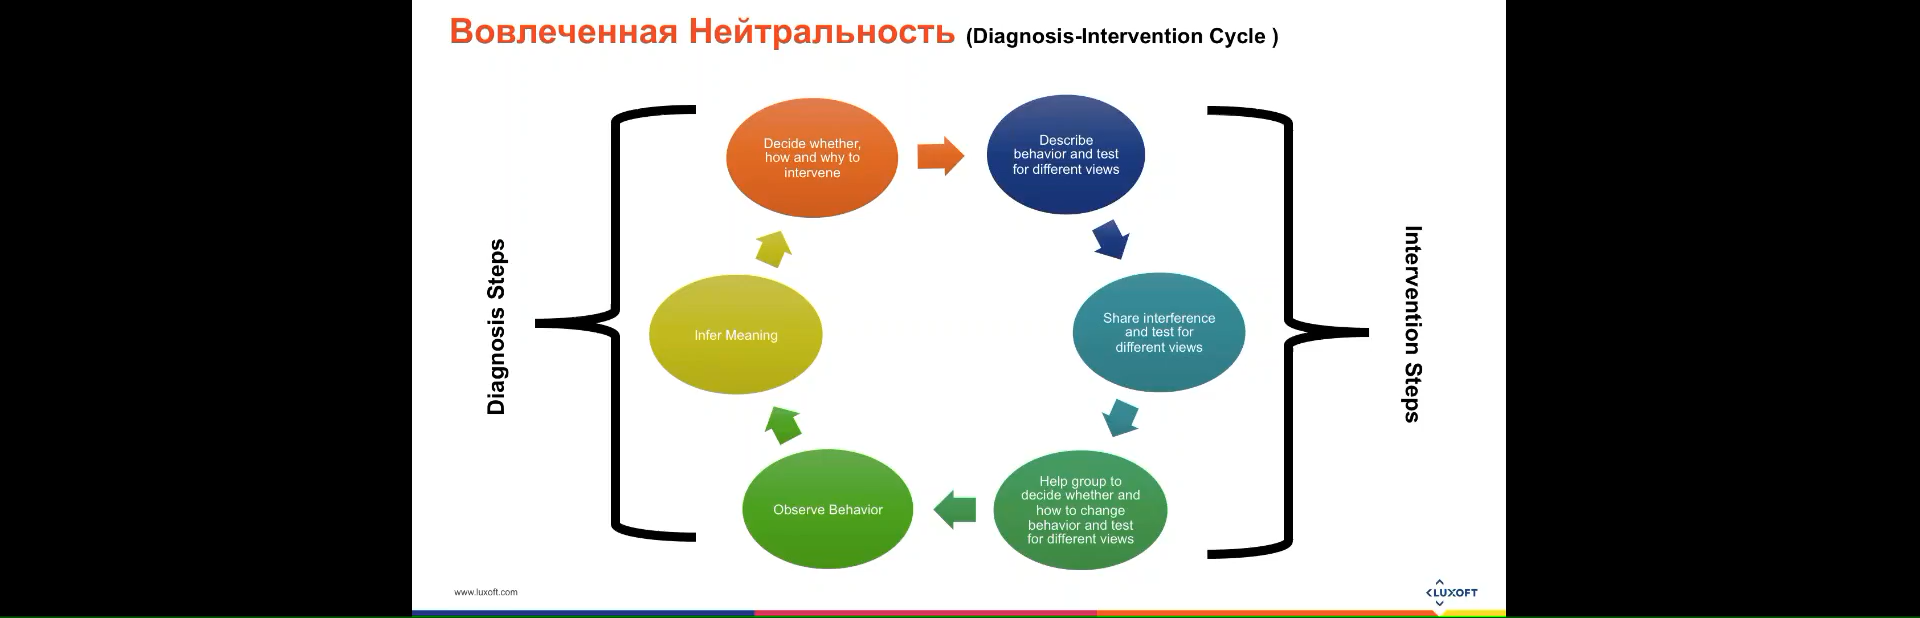 Вовлеченная Нейтральность (Diagnosis-Intervention Cycle )
Decide whether,
how and why to
intervene
Describe
behavior and test
for different views
Diagnosis Steps
Infer Meaning
Share interference
and test for
different views
Intervention Steps
Observe Behavior
Help group to
decide whether and
how to change
behavior and test
for different views
www.luxoft.com
LUXOFT